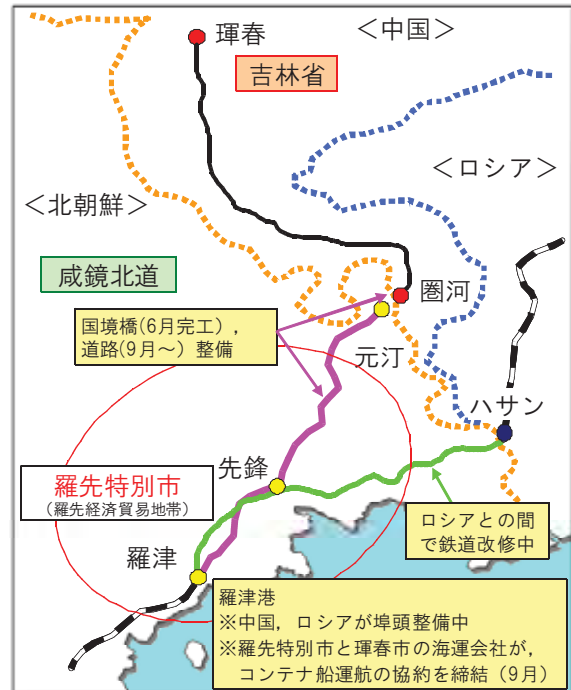 琿春
＜中国＞
吉林省
＜ロシア＞
＜北朝鮮＞
咸鏡北道
圏河
国境橋(6月完工)，
道路(9月～) 整備
元汀
ハサン
先鋒
羅先特別市
（羅先経済貿易地帯）
ロシアとの間
で鉄道改修中
羅津
羅津港
※中国，ロシアが埠頭整備中
※羅先特別市と琿春市の海運会社が，
コンテナ船運航の協約を締結（9月）